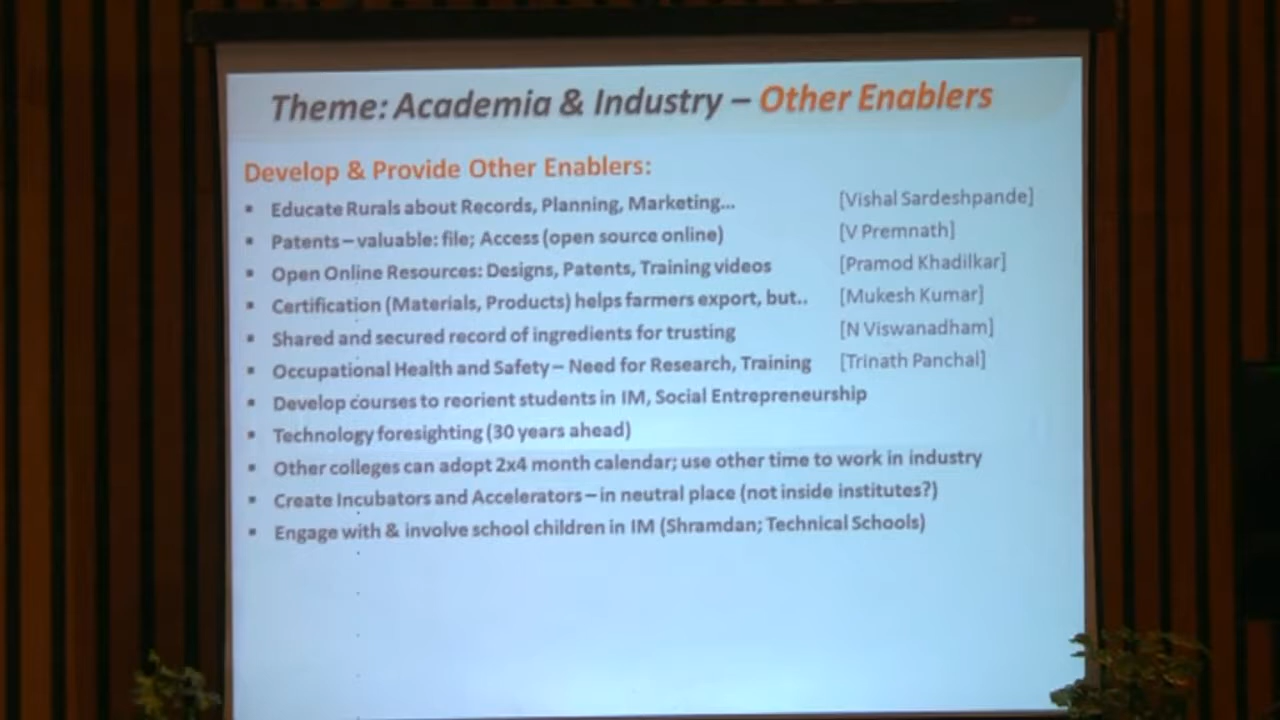 Theme: Academia & Industry – Other Enablers
Develop & Provide Other Enablers:
▪ Educate Rurals about Records, Planning, Marketing... [Vishal Sardeshpande]
▪ Patents – valuable: file; Access (open source online) [V Premnath]
▪ Open Online Resources: Designs, Patents, Training videos [Pramod Khadilkar]
▪ Certification (Materials, Products) helps farmers export, but.. [Mukesh Kumar]
▪ Shared and secured record of ingredients for trusting [N Viswanadham]
▪ Occupational Health and Safety – Need for Research, Training [Trinath Panchal]
▪ Develop courses to reorient students in IM, Social Entrepreneurship
▪ Technology foresighting (30 years ahead)
▪ Other colleges can adopt 2x4 month calendar; use other time to work in industry
▪ Create Incubators and Accelerators – in neutral place (not inside institutes?)
▪ Engage with & involve school children in IM (Shramdan; Technical Schools)